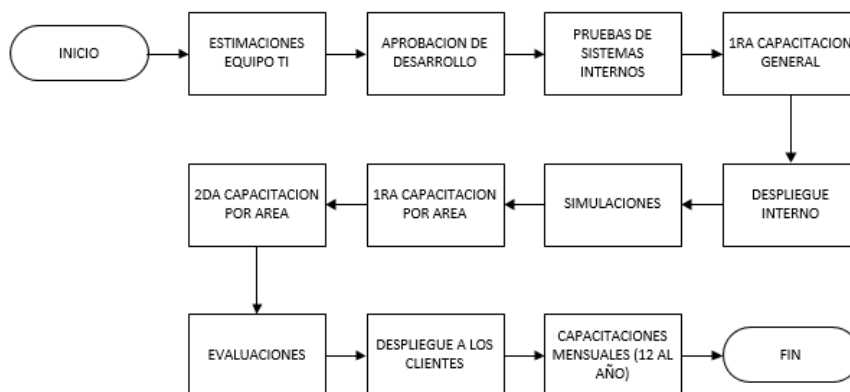 INICIO
ESTIMACIONES
EQUIPO TI
APROBACION DE
DESARROLLO
PRUEBAS DE
SISTEMAS
INTERNOS
1RA CAPACITACION
GENERAL
DESPLIEGUE
INTERNO
SIMULACIONES
1RA CAPACITACION
POR AREA
2DA CAPACITACION
POR AREA
EVALUACIONES
DESPLIEGUE A LOS
CLIENTES
CAPACITACIONES
MENSUALES (12 AL
AÑO)
FIN